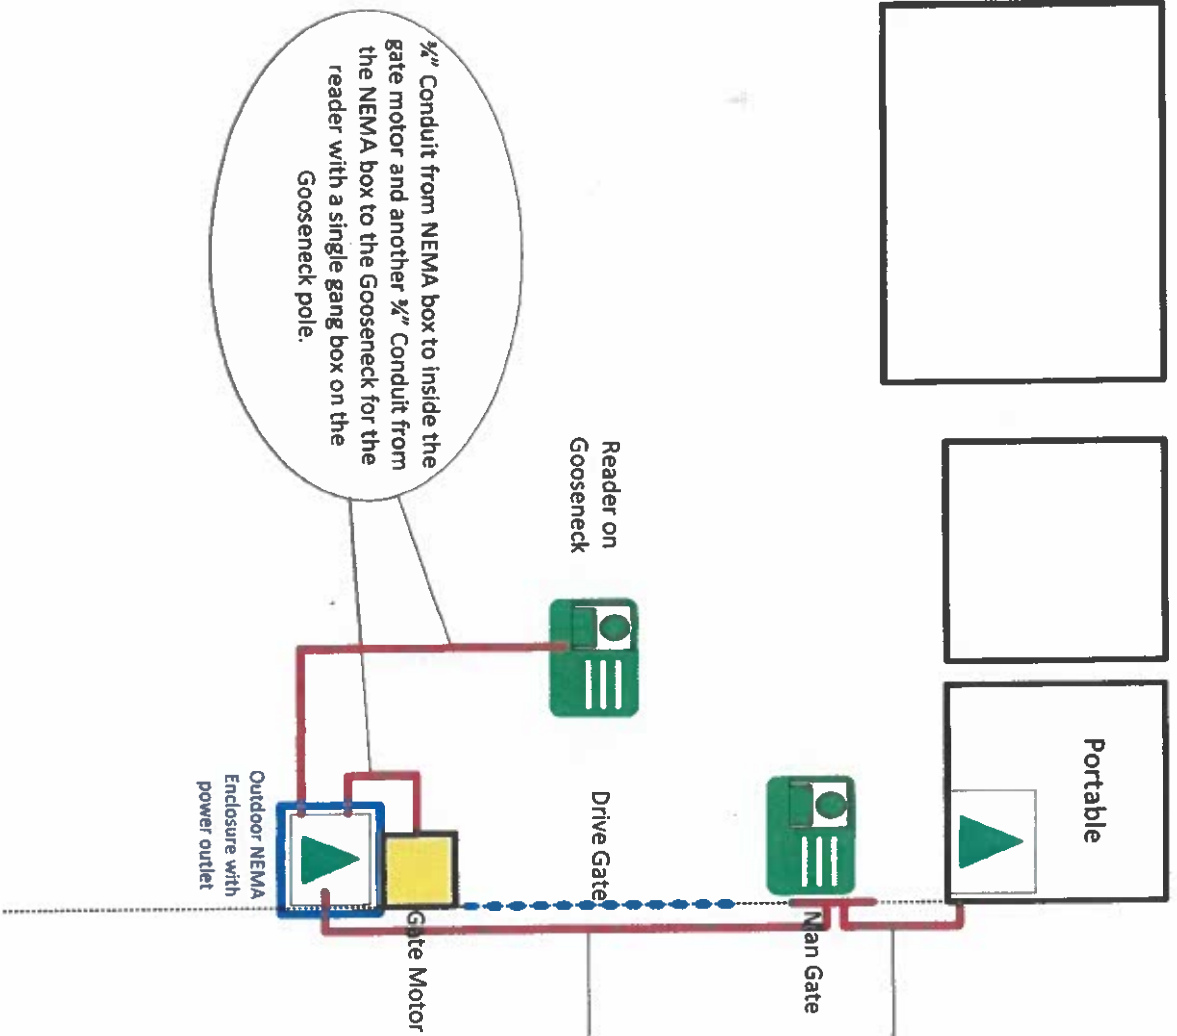 ¾” Conduit from NEMA box to inside the
gate motor and another ¾” Conduit from
the NEMA box to the Gooseneck for the
reader with a single gang box on the
Gooseneck pole.
Reader on
Gooseneck
Portable
Drive Gate
Man Gate
Gate Motor
Outdoor NEMA
Enclosure with
power outlet